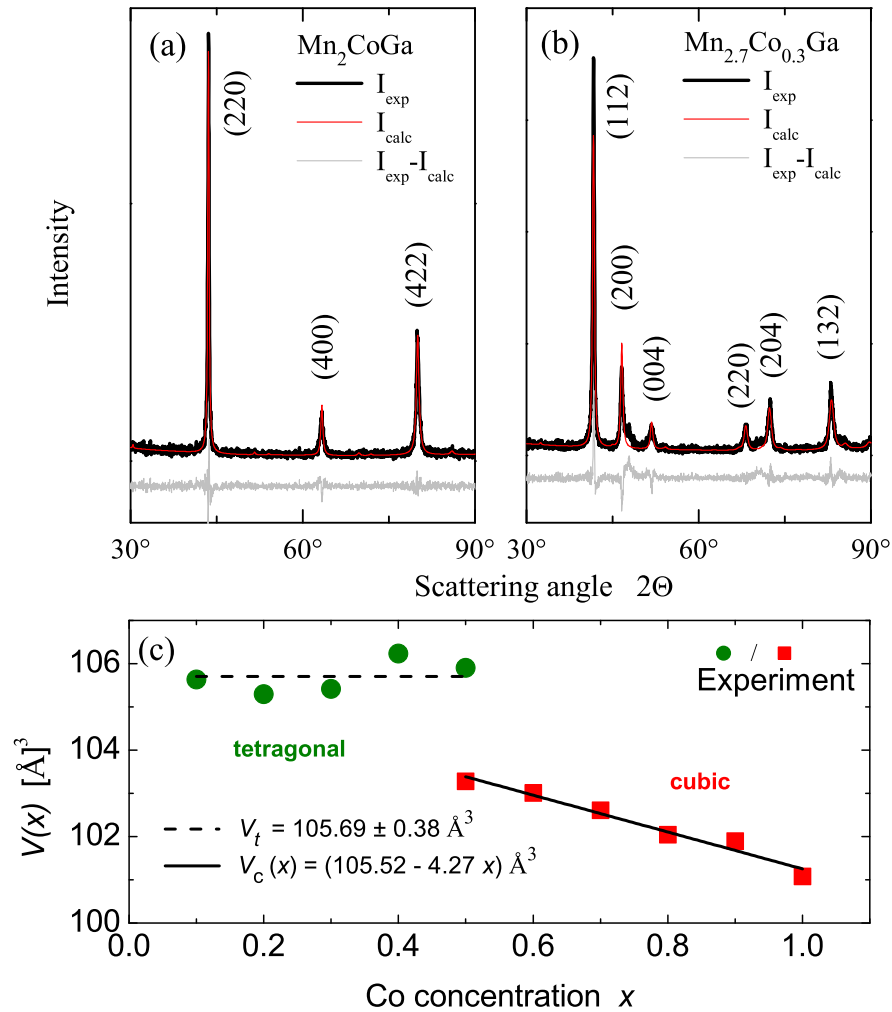 (a)
Mn2CoGa
Iexp
Icalc
Iexp-Icalc
(220)
(400)
(422)
(b)
Mn2.7Co0.3Ga
Iexp
Icalc
Iexp-Icalc
(112)
(200)
(004)
(220)
(204)
(132)
Intensity
30° 60° 90°
30° 60° 90°
Scattering angle 2Θ
(c)
/
Experiment
tetragonal
cubic
Vt = 105.69 ± 0.38 Å³
Vc (x) = (105.52 - 4.27 x) Å³
V(x) [Å]³
106
104
102
100
0.0 0.2 0.4 0.6 0.8 1.0
Co concentration x